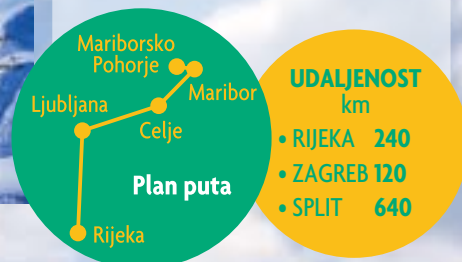 Mariborsko
Pohorje
Maribor
Ljubljana
Celje
Plan puta
Rijeka
UDALJENOST
km
• RIJEKA 240
• ZAGREB 120
• SPLIT 640